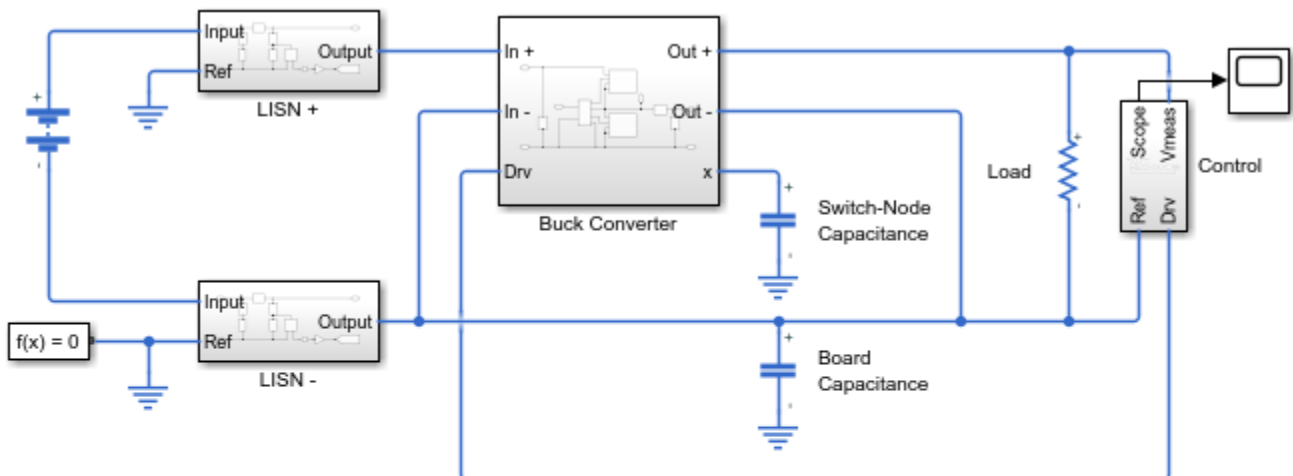 Input
Output
Ref
LISN +
In +
In -
Drv
Out +
Out -
x
Buck Converter
Switch-Node
Capacitance
Load
Scope
Vmeas
Ref
Drv
Control
f(x) = 0
Input
Output
Ref
LISN -
Board
Capacitance
+
-
+
-
+
-
+
-